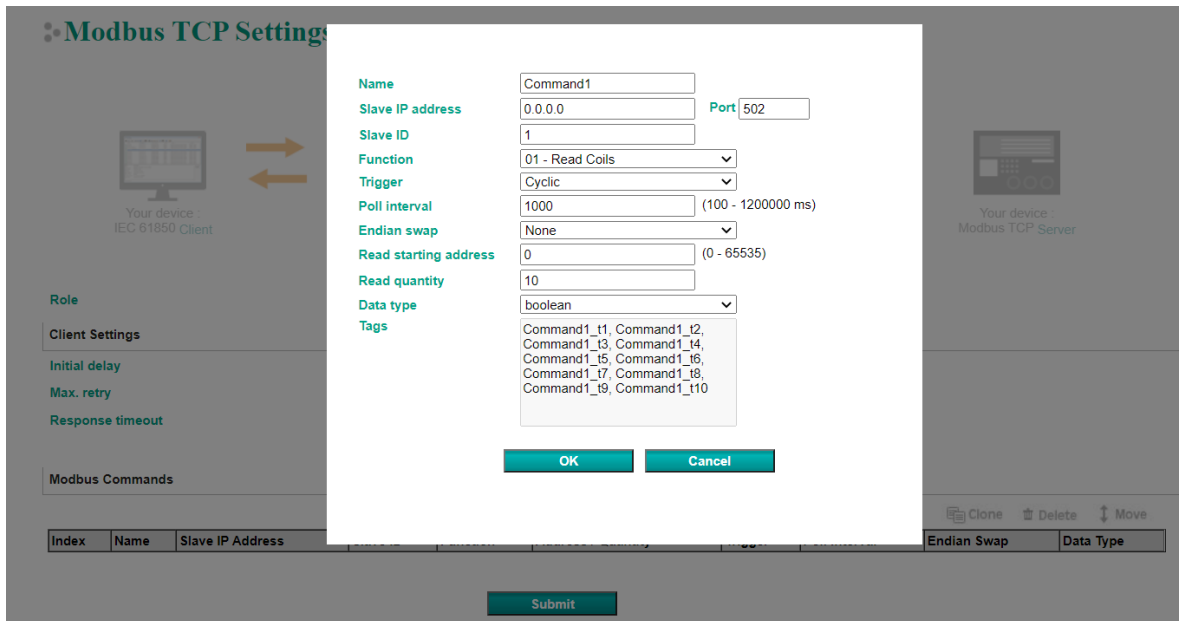 Modbus TCP Settings
Name Command1
Slave IP address 0.0.0.0 Port 502
Slave ID 1
Function 01 - Read Coils
Trigger Cyclic
Poll interval 1000 (100 - 1200000 ms)
Endian swap None
Read starting address 0 (0 - 65535)
Read quantity 10
Data type boolean
Tags Command1_t1, Command1_t2,
Command1_t3, Command1_t4,
Command1_t5, Command1_t6,
Command1_t7, Command1_t8,
Command1_t9, Command1_t10
OK Cancel
Your device :
IEC 61850 Client
Your device :
Modbus TCP Server
Role
Client Settings
Initial delay
Max. retry
Response timeout
Modbus Commands
Clone Delete Move
Index Name Slave IP Address Endian Swap Data Type
Submit